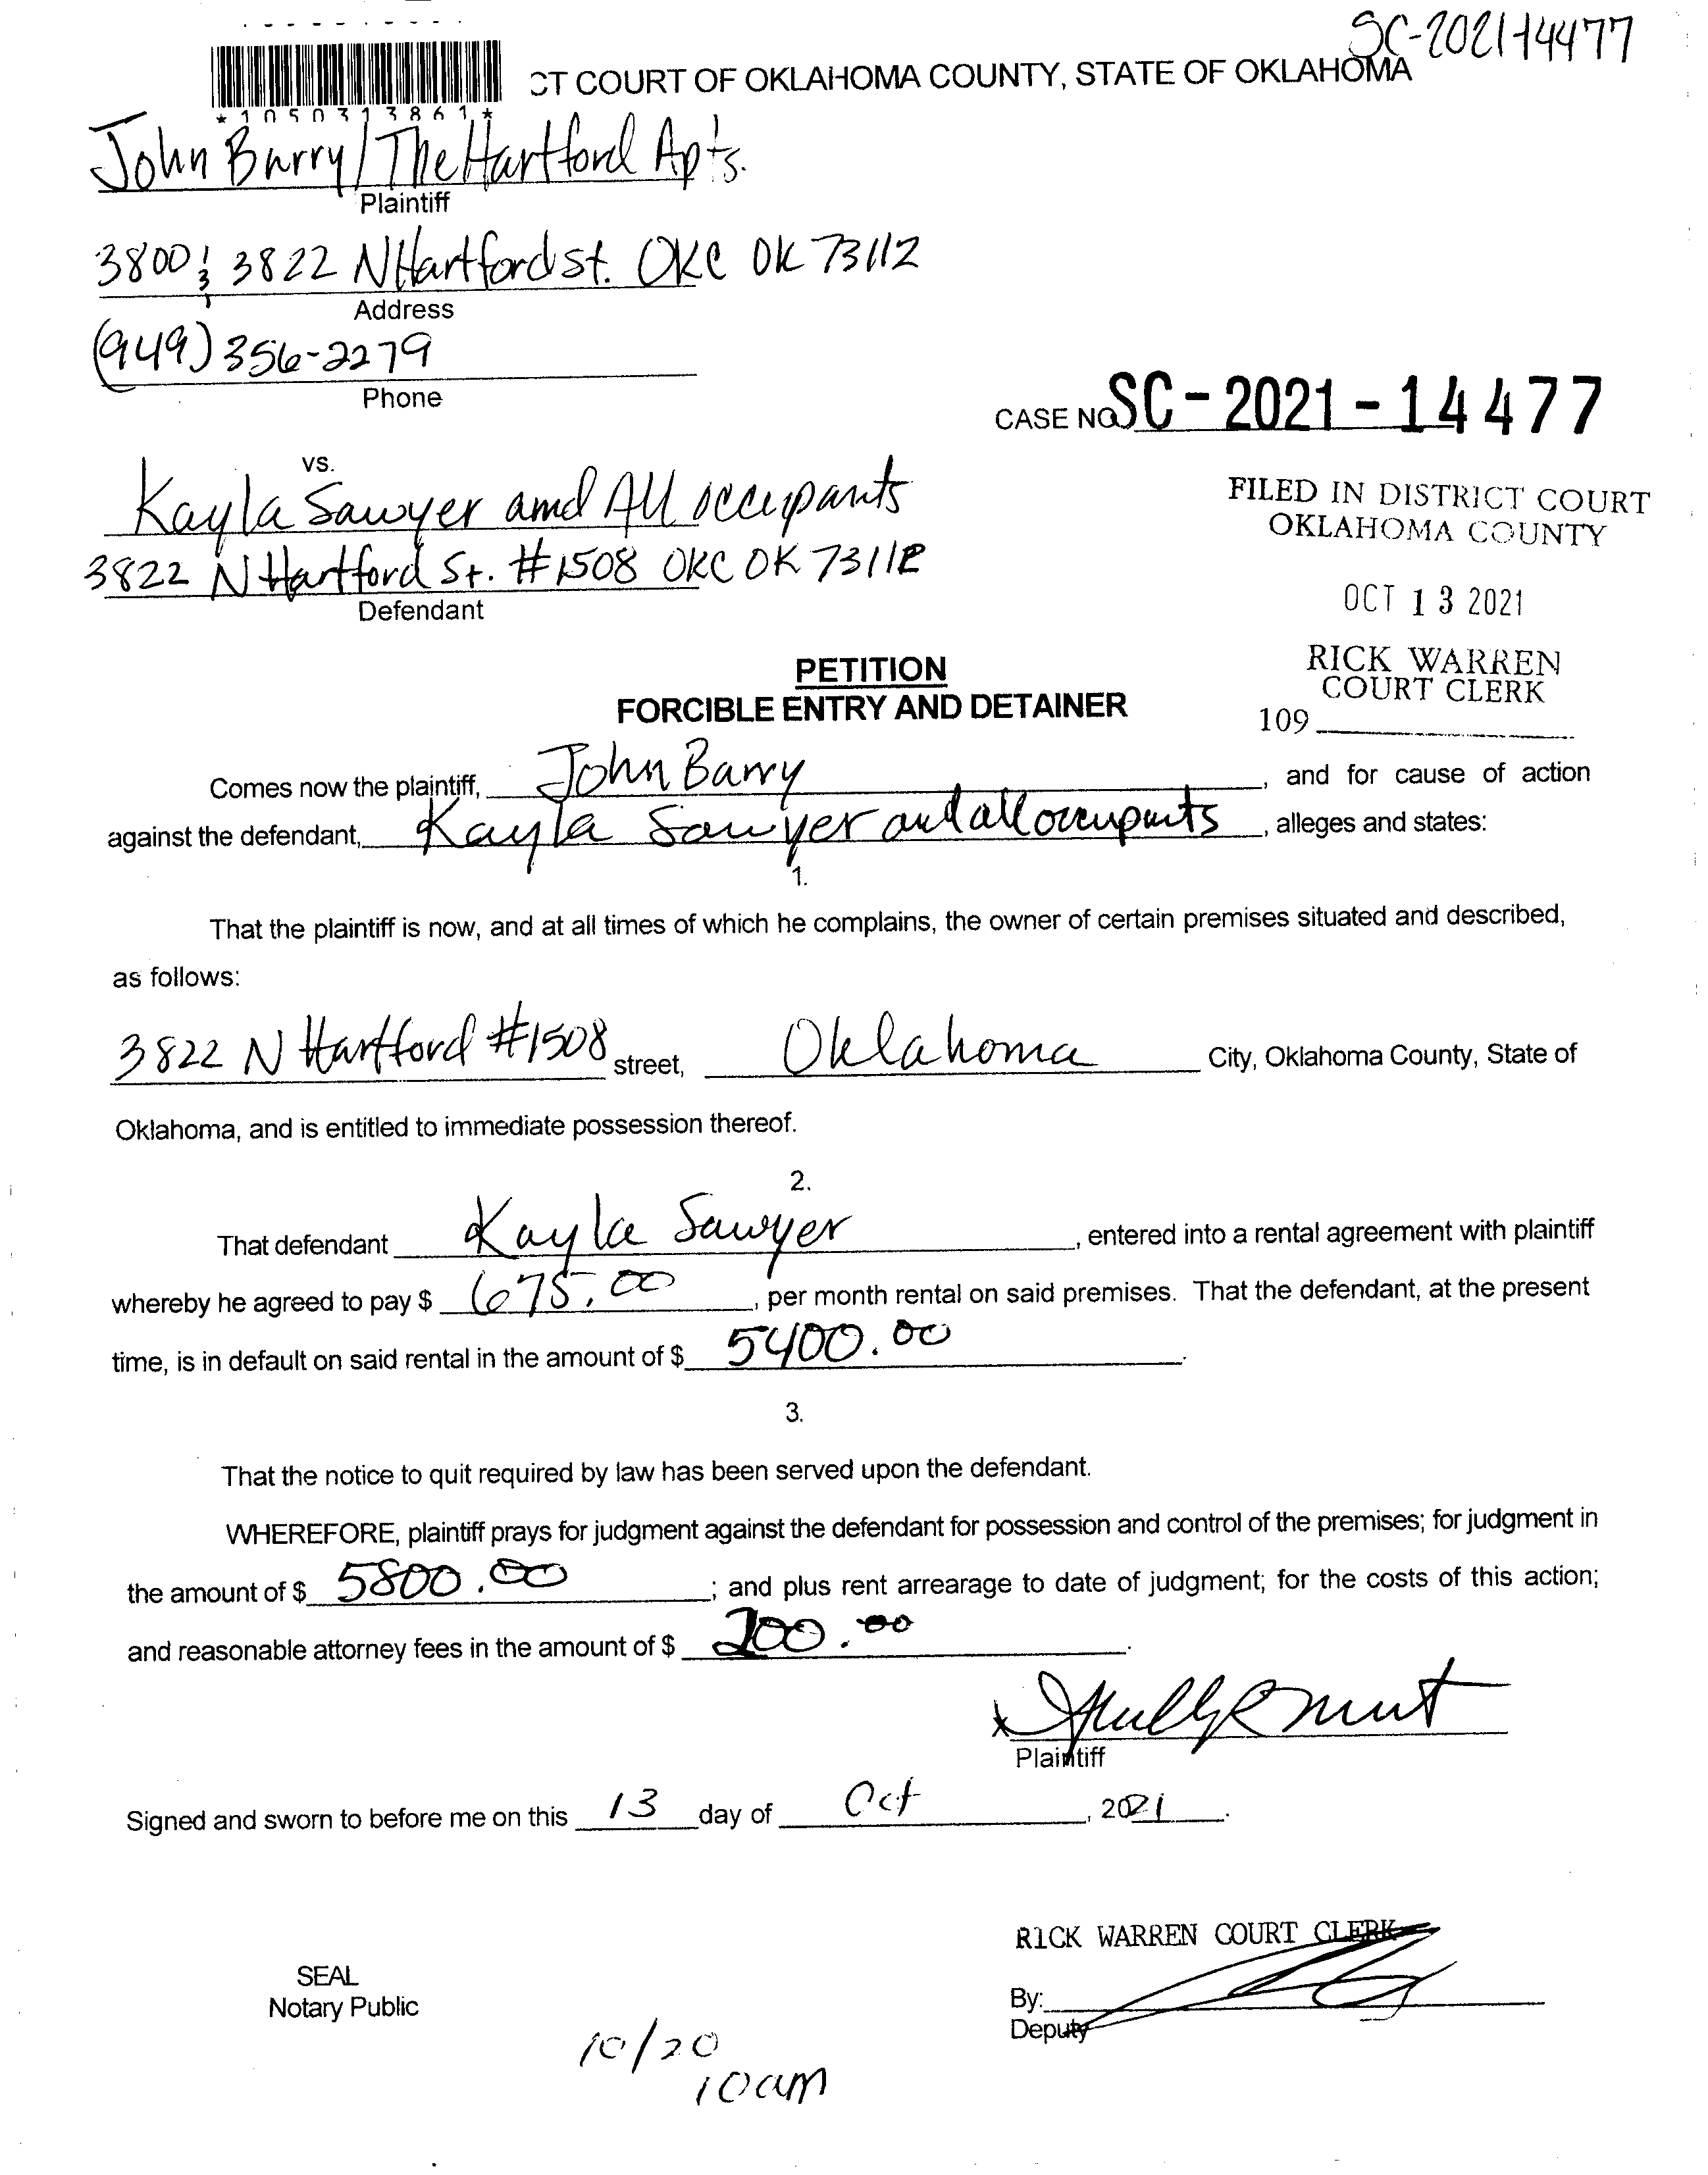 SC-2021-14477
CT COURT OF OKLAHOMA COUNTY, STATE OF OKLAHOMA
*1050313861*
John Barry/The Hartford Apts.
Plaintiff
3800 & 3822 N Hartford st. OKC OK 73112
Address
(949) 356-2279
Phone
CASE NO. SC-2021-14477
vs.
Kayla Sawyer and All occupants
3822 N Hartford St. #1508 OKC OK 73112
Defendant
FILED IN DISTRICT COURT
OKLAHOMA COUNTY
OCT 13 2021
RICK WARREN
COURT CLERK
109
PETITION
FORCIBLE ENTRY AND DETAINER
Comes now the plaintiff, John Barry, and for cause of action
against the defendant, Kayla Sawyer and all occupants, alleges and states:
1.
That the plaintiff is now, and at all times of which he complains, the owner of certain premises situated and described,
as follows:
3822 N Hartford #1508 street, Oklahoma City, Oklahoma County, State of
Oklahoma, and is entitled to immediate possession thereof.
2.
That defendant Kayla Sawyer, entered into a rental agreement with plaintiff
whereby he agreed to pay $ 675.00, per month rental on said premises. That the defendant, at the present
time, is in default on said rental in the amount of $ 5400.00.
3.
That the notice to quit required by law has been served upon the defendant.
WHEREFORE, plaintiff prays for judgment against the defendant for possession and control of the premises; for judgment in
the amount of $ 5800.00; and plus rent arrearage to date of judgment; for the costs of this action;
and reasonable attorney fees in the amount of $ 200.00.
x
Plaintiff
Signed and sworn to before me on this 13 day of Oct, 2021.
RICK WARREN COURT CLERK
SEAL
Notary Public
By:
Deputy
10/20
10am